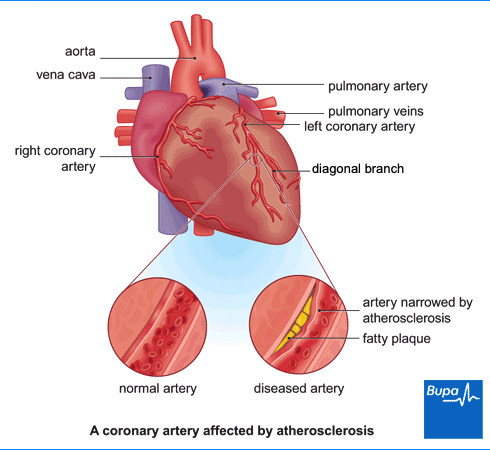 aorta
vena cava
pulmonary artery
pulmonary veins
left coronary artery
right coronary
artery
diagonal branch
artery narrowed by
atherosclerosis
fatty plaque
normal artery
diseased artery
Bupa
A coronary artery affected by atherosclerosis